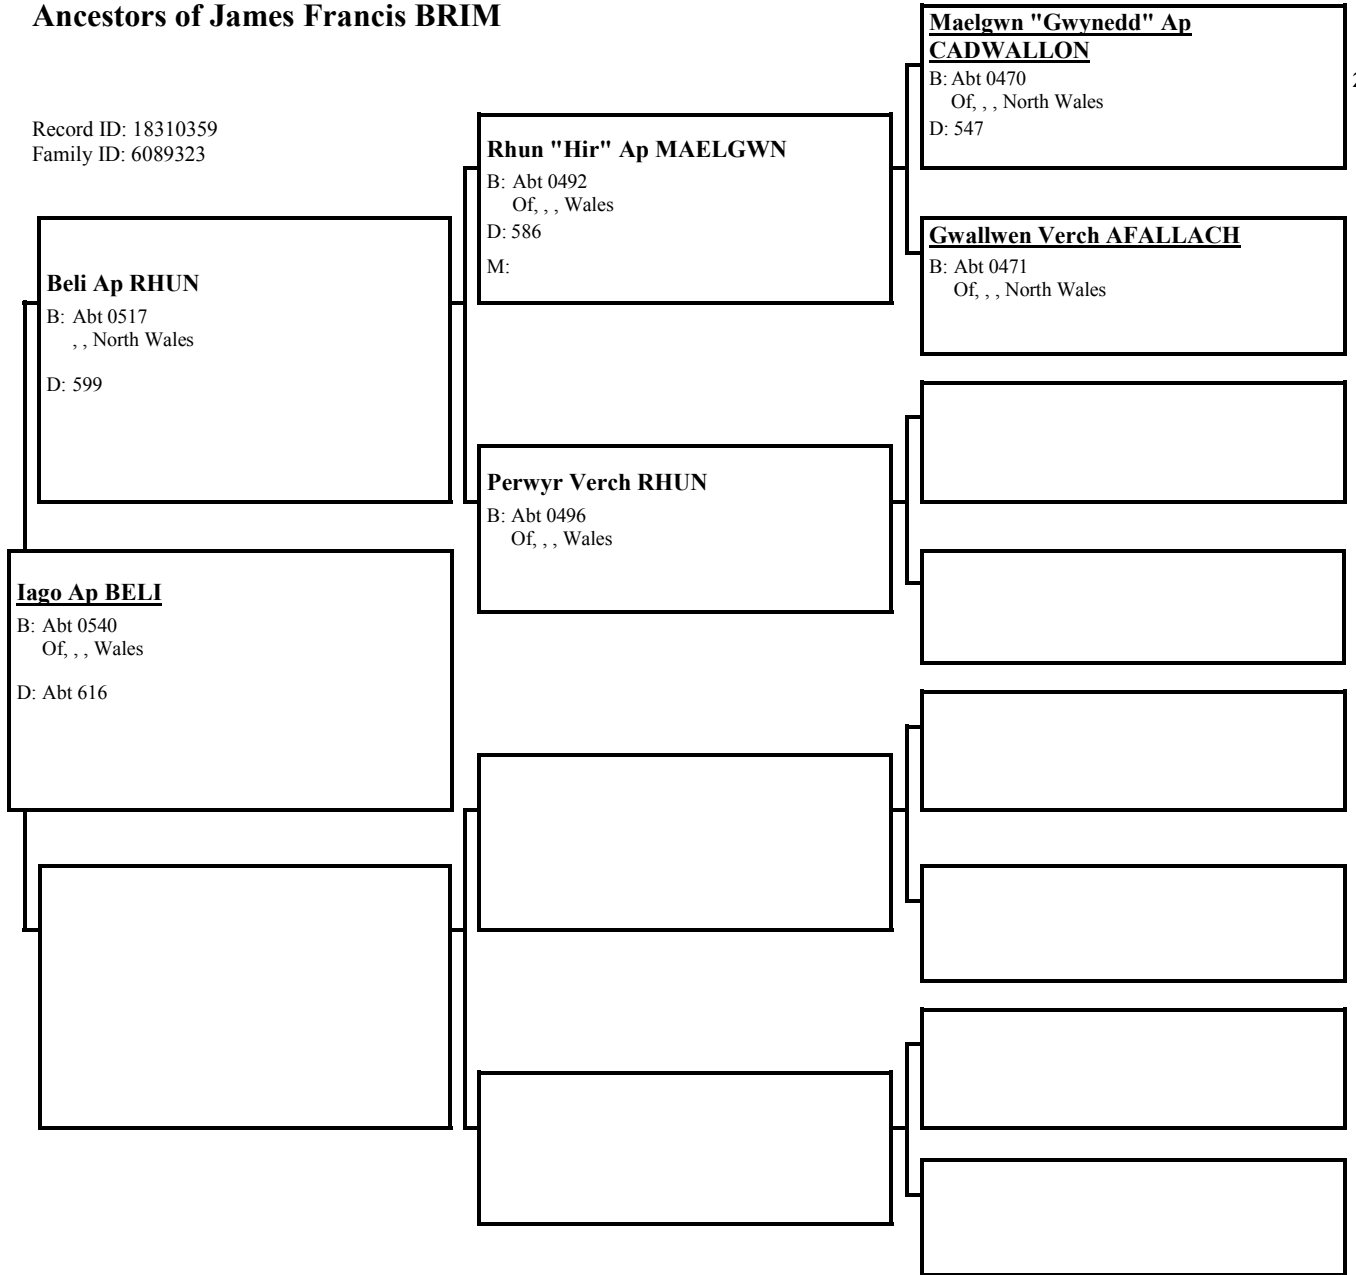 Ancestors of James Francis BRIM
Record ID: 18310359
Family ID: 6089323
Maelgwn "Gwynedd" Ap
CADWALLON
B: Abt 0470
Of, , , North Wales
D: 547
Rhun "Hir" Ap MAELGWN
B: Abt 0492
Of, , , Wales
D: 586
M:
Gwallwen Verch AFALLACH
B: Abt 0471
Of, , , North Wales
Beli Ap RHUN
B: Abt 0517
, , North Wales
D: 599
Perwyr Verch RHUN
B: Abt 0496
Of, , , Wales
Iago Ap BELI
B: Abt 0540
Of, , , Wales
D: Abt 616